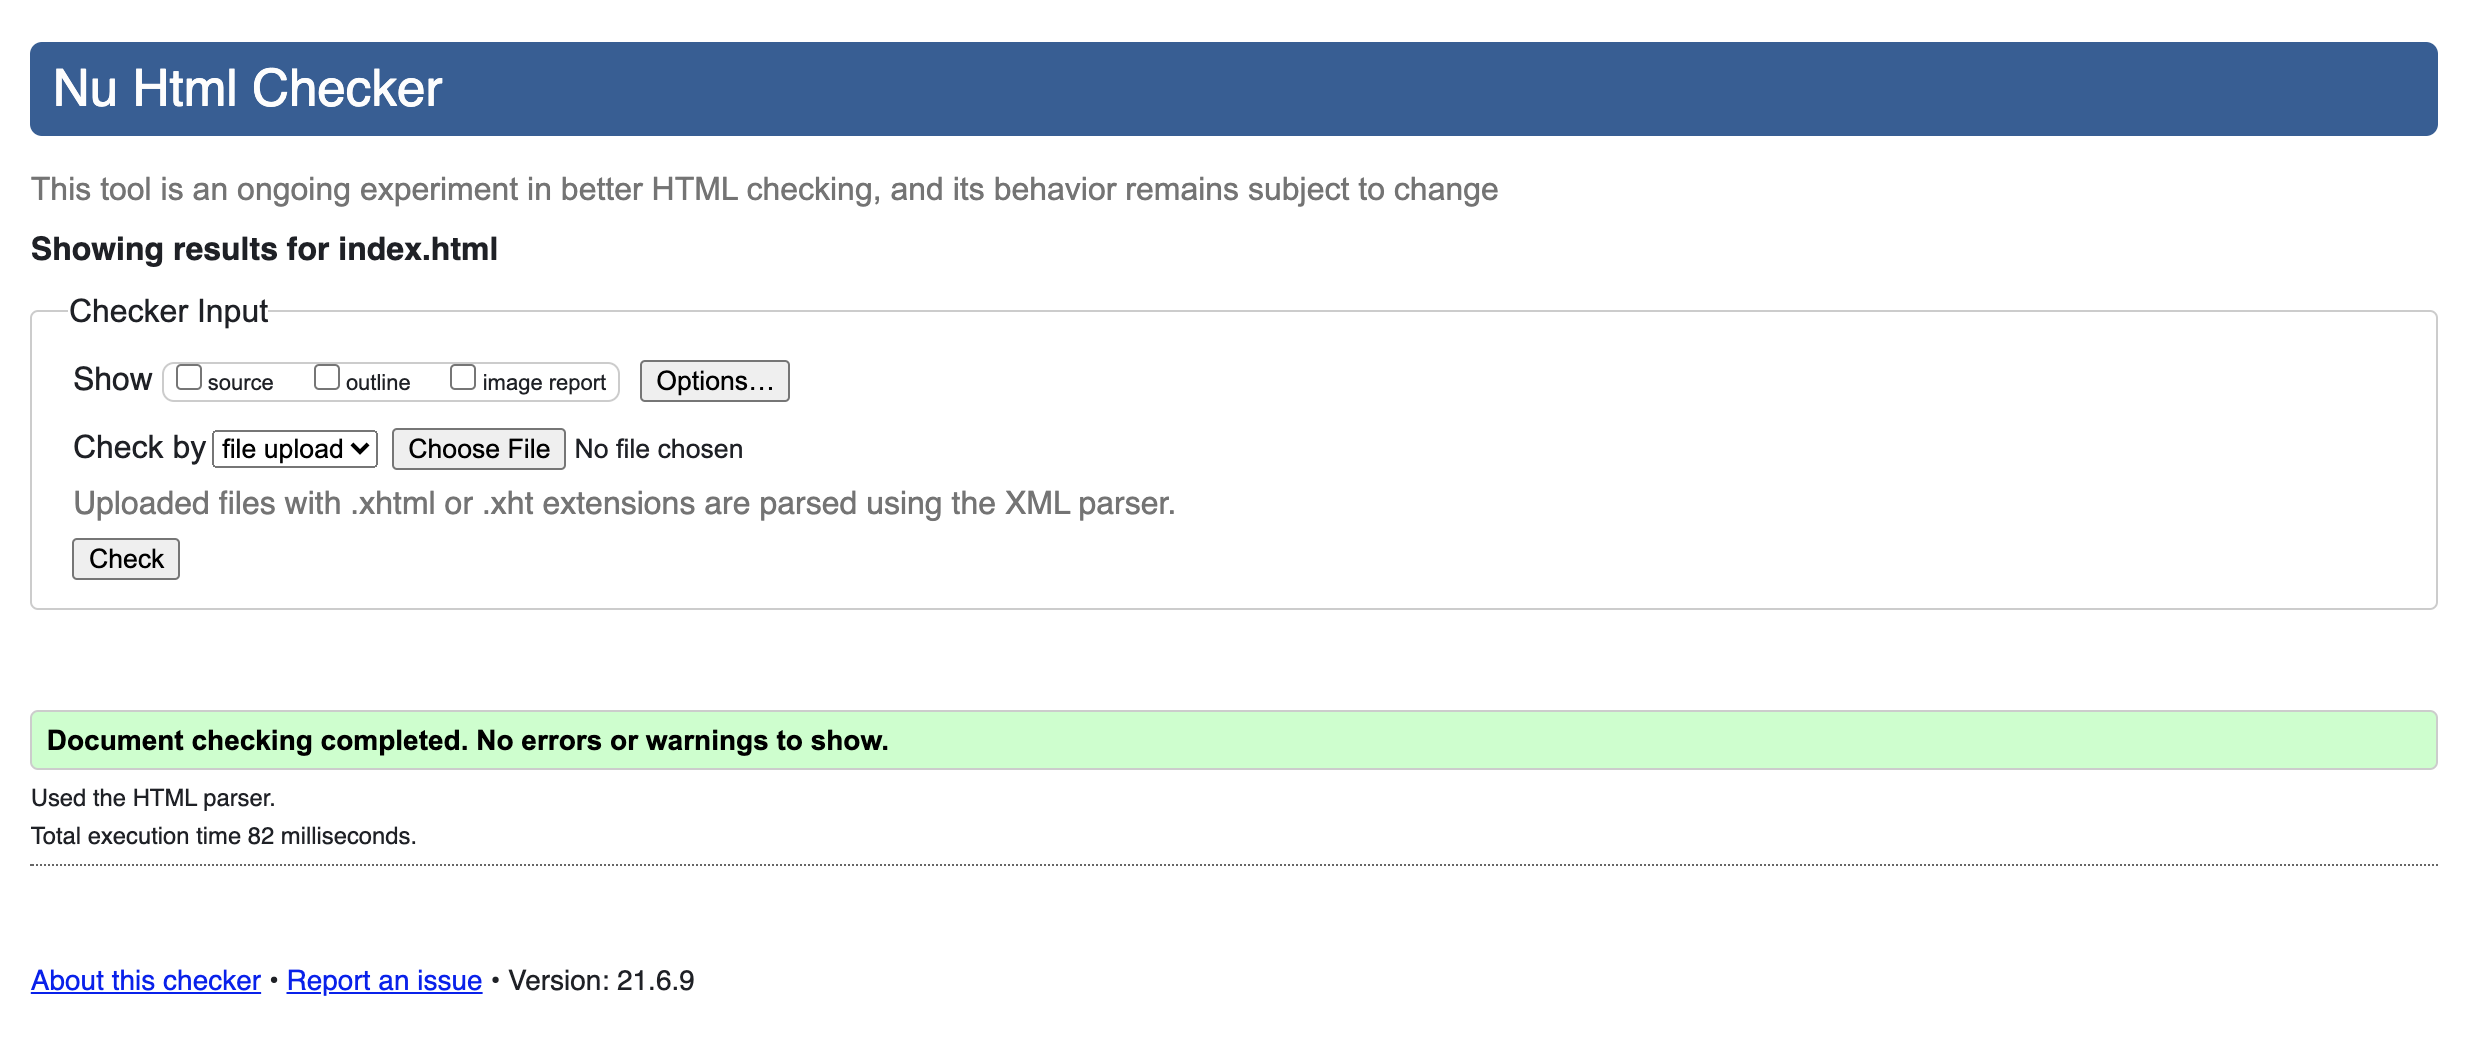 Nu Html Checker
This tool is an ongoing experiment in better HTML checking, and its behavior remains subject to change
Showing results for index.html
Checker Input
Show source outline image report Options…
Check by file upload Choose File No file chosen
Uploaded files with .xhtml or .xht extensions are parsed using the XML parser.
Check
Document checking completed. No errors or warnings to show.
Used the HTML parser.
Total execution time 82 milliseconds.
About this checker • Report an issue • Version: 21.6.9